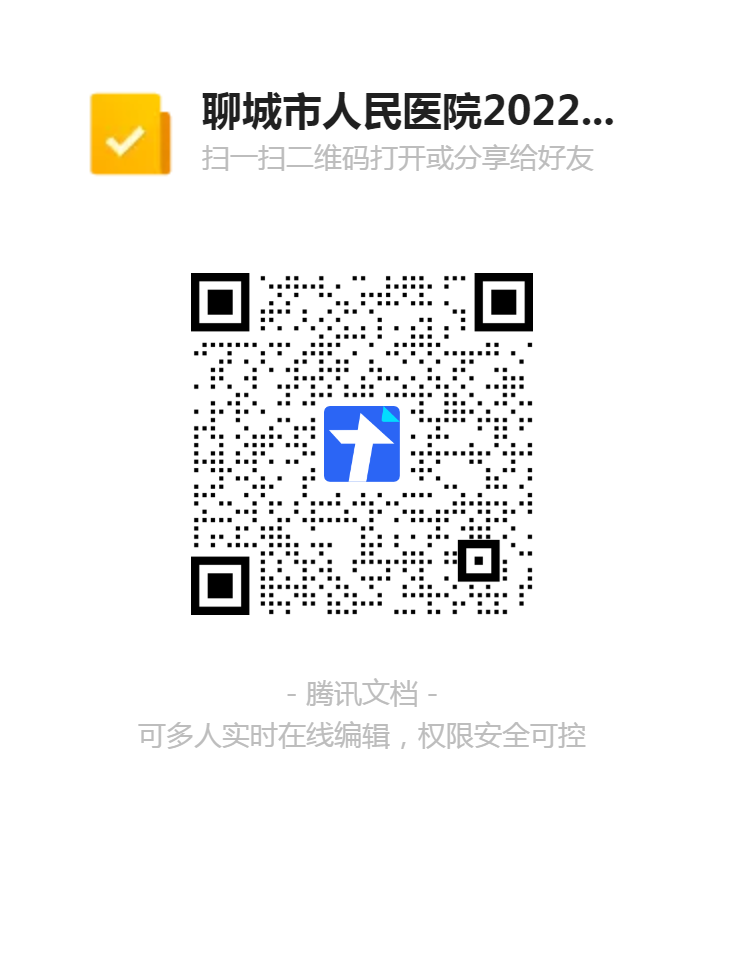 聊城市人民医院2022...
扫一扫二维码打开或分享给好友
- 腾讯文档 -
可多人实时在线编辑，权限安全可控